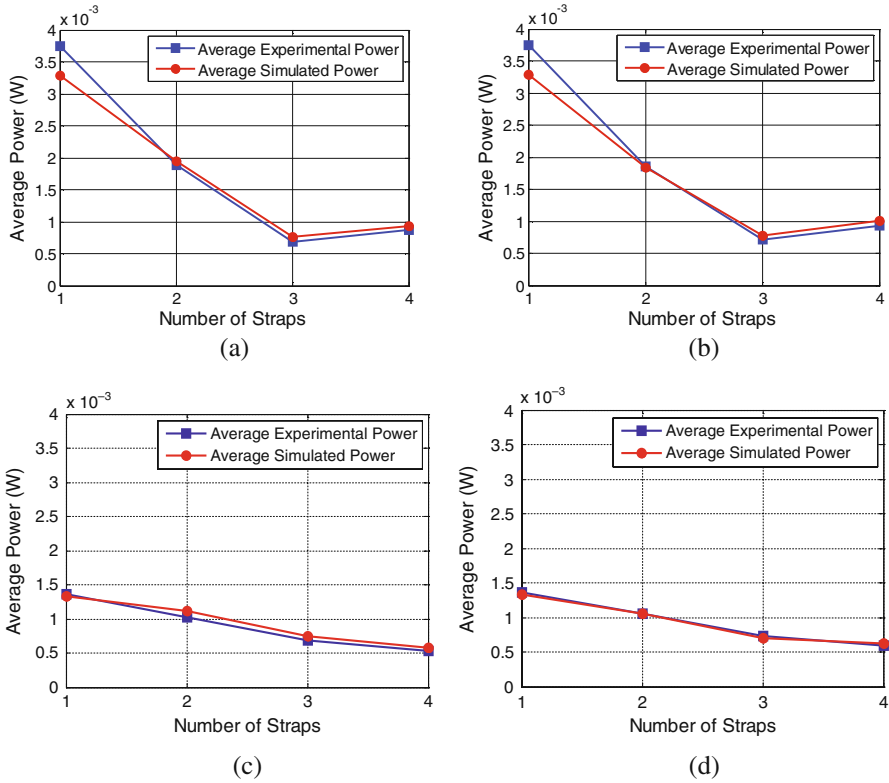 x 10⁻³
4
3.5
3
2.5
2
1.5
1
0.5
0
Average Power (W)
Average Experimental Power
Average Simulated Power
1 2 3 4
Number of Straps
(a)
x 10⁻³
4
3.5
3
2.5
2
1.5
1
0.5
0
Average Power (W)
Average Experimental Power
Average Simulated Power
1 2 3 4
Number of Straps
(b)
x 10⁻³
4
3.5
3
2.5
2
1.5
1
0.5
0
Average Power (W)
Average Experimental Power
Average Simulated Power
1 2 3 4
Number of Straps
(c)
x 10⁻³
4
3.5
3
2.5
2
1.5
1
0.5
0
Average Power (W)
Average Experimental Power
Average Simulated Power
1 2 3 4
Number of Straps
(d)